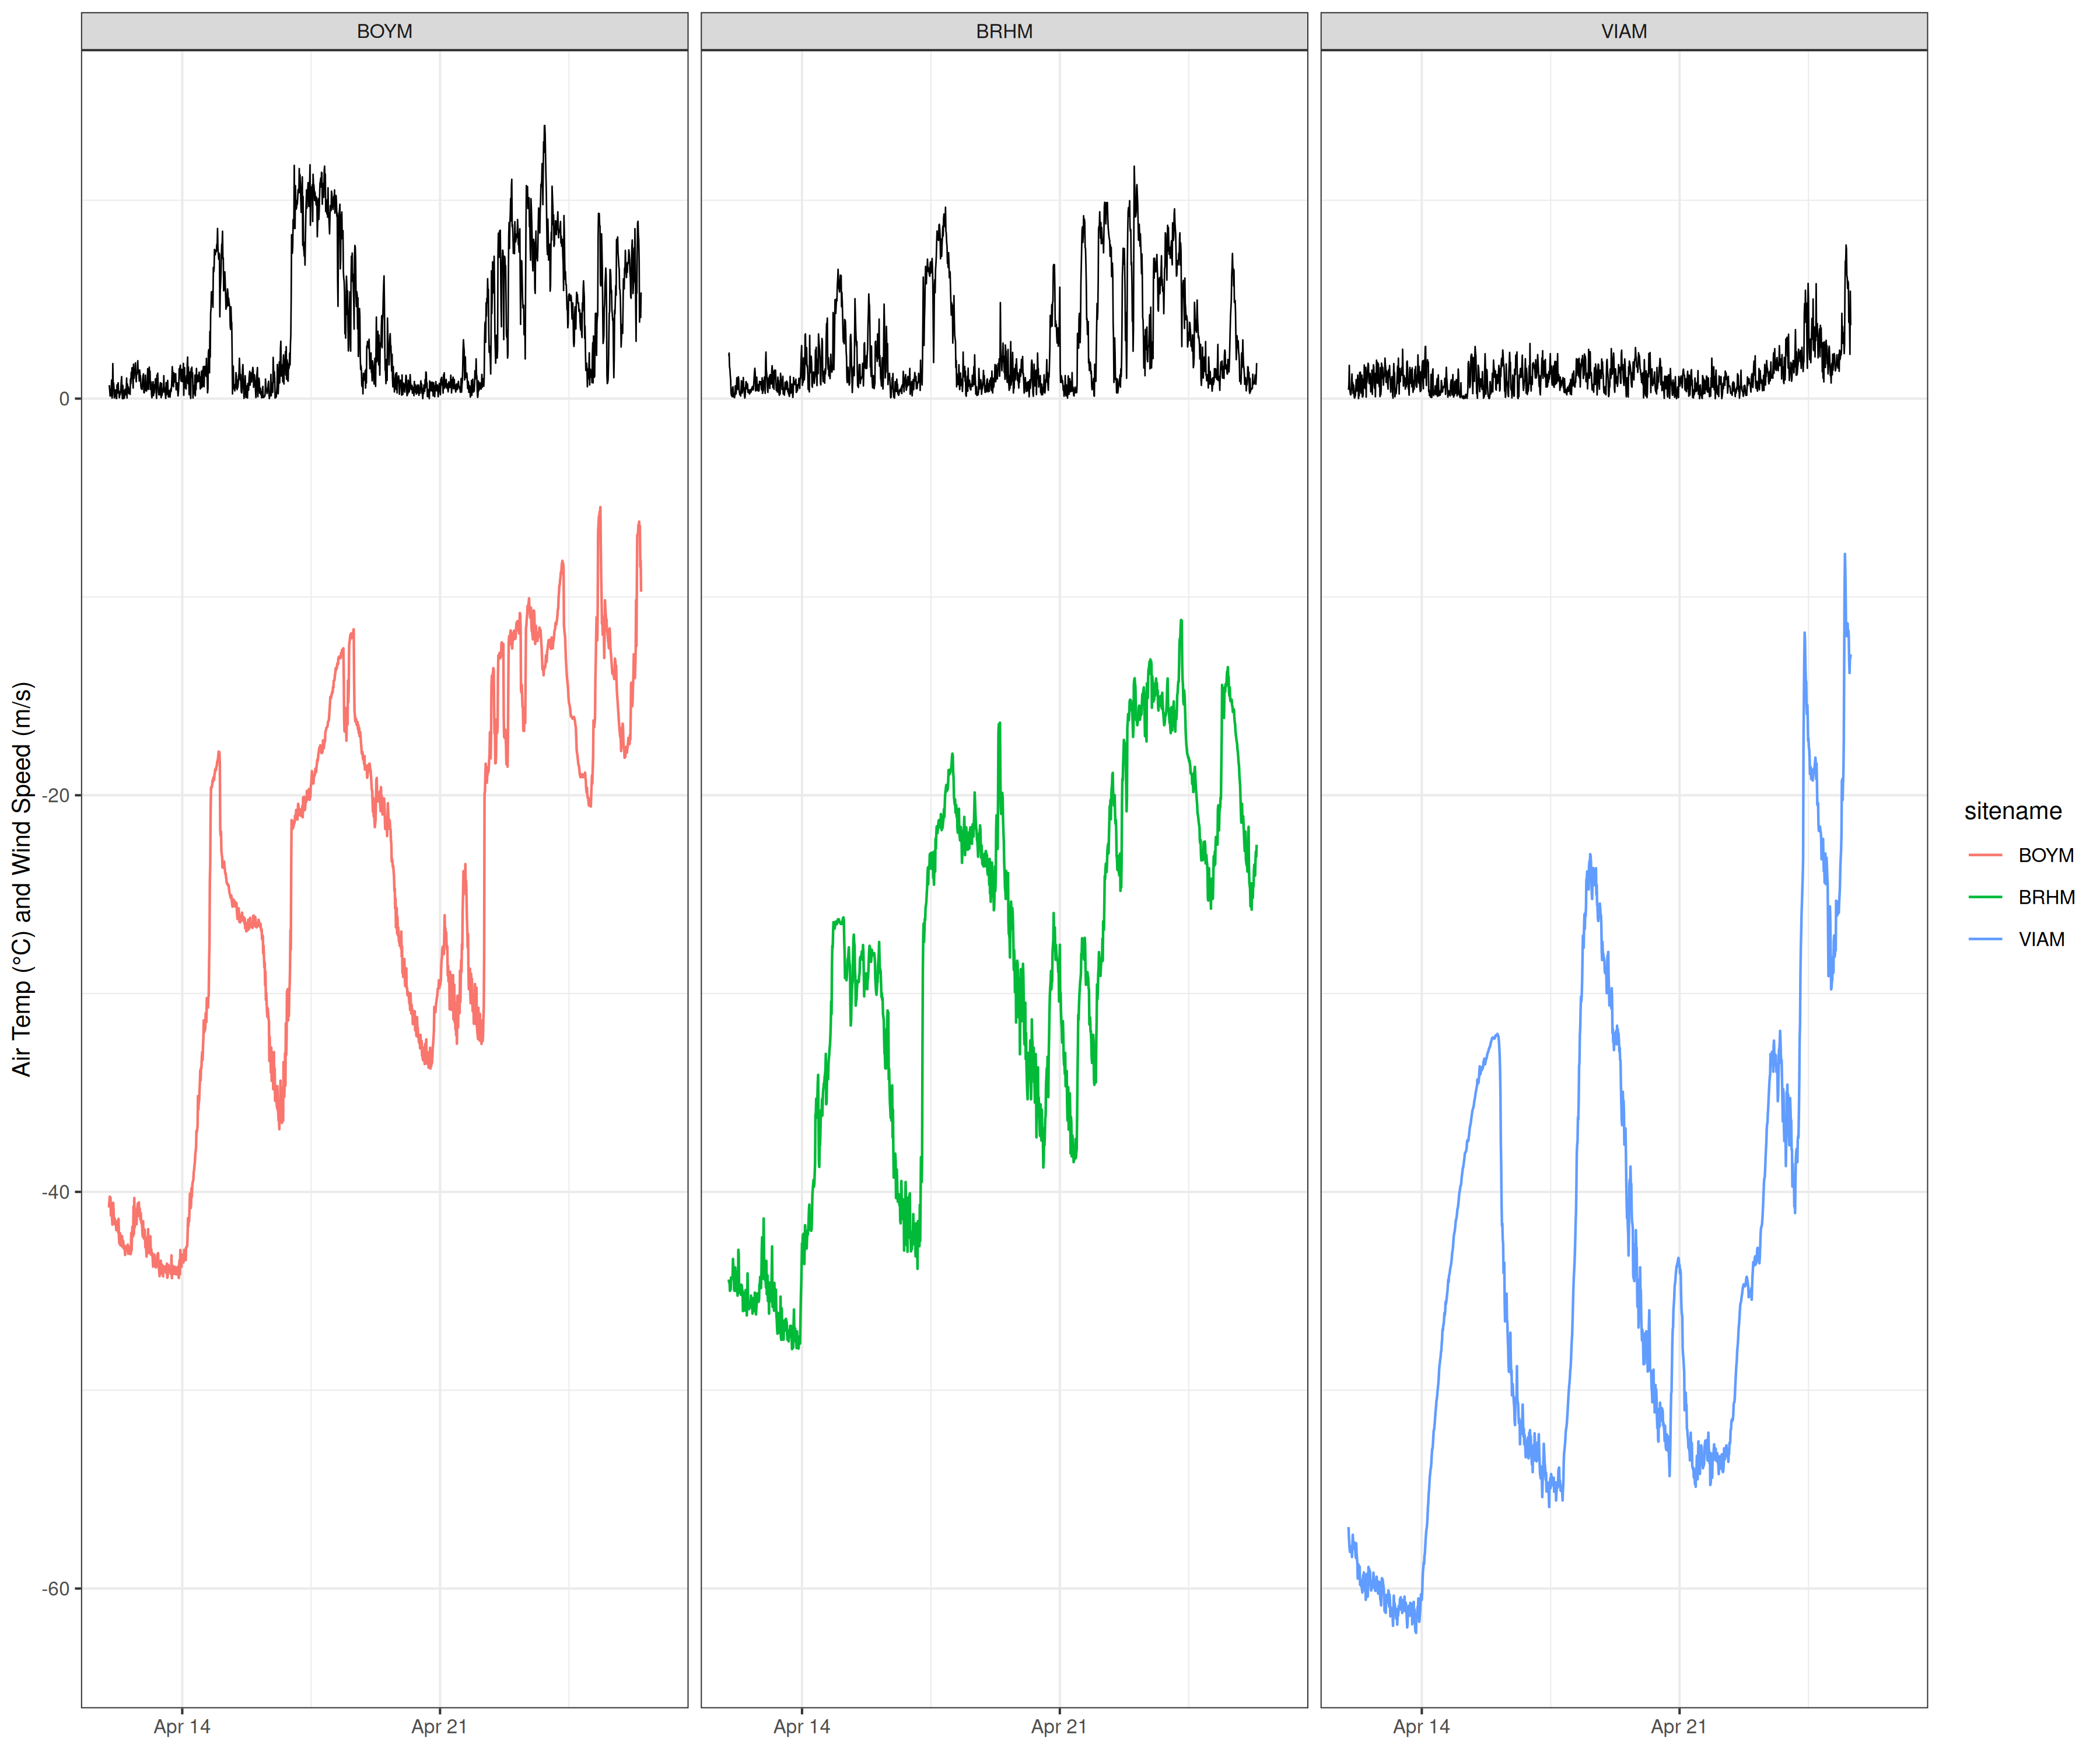 BOYM
BRHM
VIAM
Air Temp (°C) and Wind Speed (m/s)
0
-20
-40
-60
Apr 14
Apr 21
Apr 14
Apr 21
Apr 14
Apr 21
sitename
BOYM
BRHM
VIAM